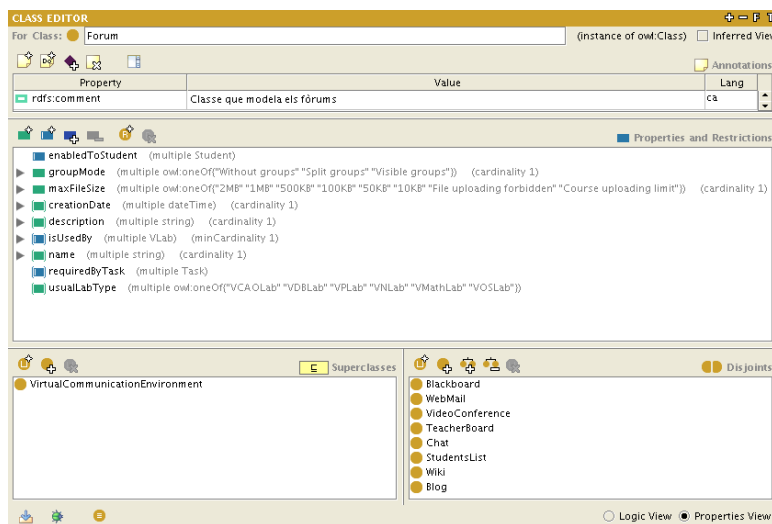 CLASS EDITOR
For Class: Forum (instance of owl:Class) Inferred View
Annotations
Property Value Lang
rdfs:comment Classe que modela els fòrums ca
Properties and Restrictions
enabledToStudent (multiple Student)
groupMode (multiple owl:oneOf{"Without groups" "Split groups" "Visible groups"}) (cardinality 1)
maxFileSize (multiple owl:oneOf{"2MB" "1MB" "500KB" "100KB" "50KB" "10KB" "File uploading forbidden" "Course uploading limit"}) (cardinality 1)
creationDate (multiple dateTime) (cardinality 1)
description (multiple string) (cardinality 1)
isUsedBy (multiple VLab) (minCardinality 1)
name (multiple string) (cardinality 1)
requiredByTask (multiple Task)
usualLabType (multiple owl:oneOf{"VCAOLab" "VDBLab" "VPLab" "VNLab" "VMathLab" "VOSLab"})
Superclasses
VirtualCommunicationEnvironment
Disjoints
Blackboard
WebMail
VideoConference
TeacherBoard
Chat
StudentsList
Wiki
Blog
Logic View Properties View